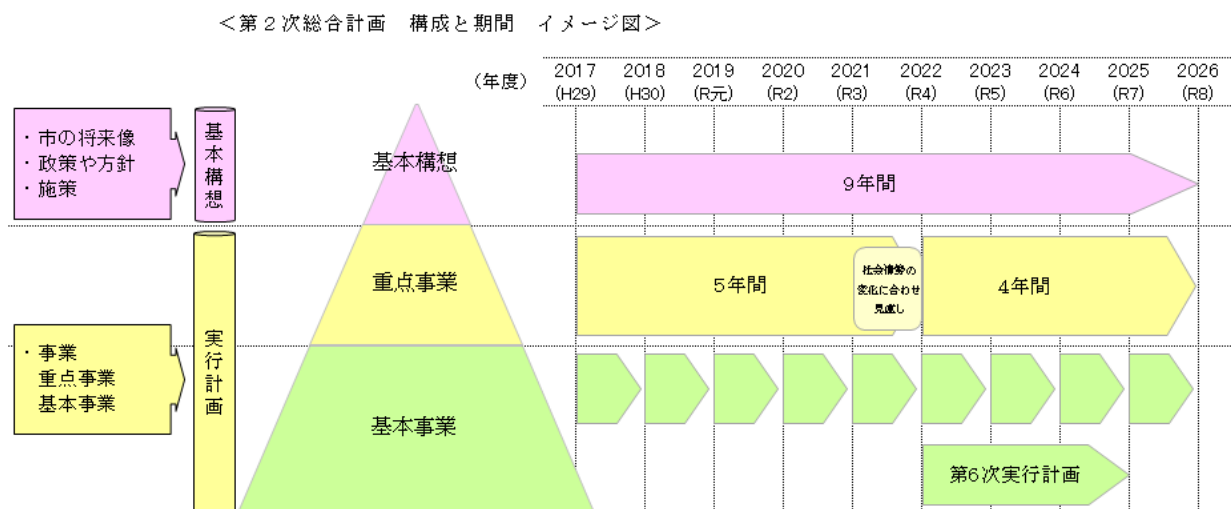 ＜第２次総合計画　構成と期間　イメージ図＞
（年度）
2017 2018 2019 2020 2021 2022 2023 2024 2025 2026
(H29) (H30) (R元) (R2) (R3) (R4) (R5) (R6) (R7) (R8)
・市の将来像
・政策や方針
・施策
基本構想
基本構想
9年間
重点事業
５年間
社会情勢の
変化に合わせ
見直し
4年間
・事業
重点事業
基本事業
実行計画
基本事業
第6次実行計画